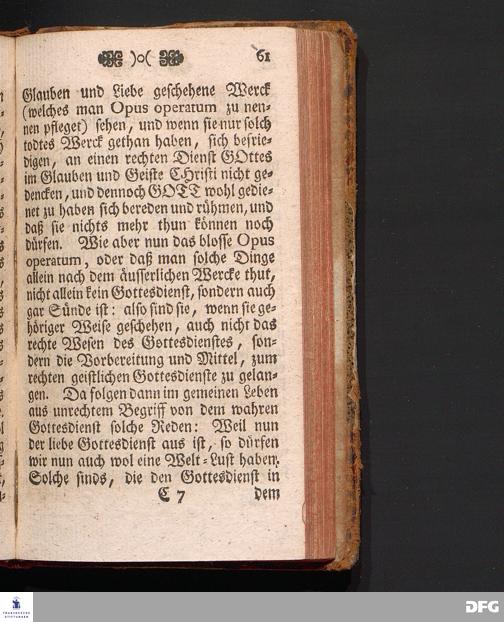 )o( 61
Glauben und Liebe geschehene Werck
(welches man Opus operatum zu nen-
nen pfleget) sehen, und wenn sie nur solch
todtes Werck gethan haben, sich befrie-
digen, an einen rechten Dienst GOttes
im Glauben und Geiste CHristi nicht ge-
dencken, und dennoch GOTT wohl gedie-
net zu haben sich bereden und rühmen, und
daß sie nichts mehr thun können noch
dürfen. Wie aber nun das blosse Opus
operatum, oder daß man solche Dinge
allein nach dem äusserlichen Wercke thut,
nicht allein kein Gottesdienst, sondern auch
gar Sünde ist: also sind sie, wenn sie ge-
höriger Weise geschehen, auch nicht das
rechte Wesen des Gottesdienstes, son-
dern die Vorbereitung und Mittel, zum
rechten geistlichen Gottesdienste zu gelan-
gen. Da folgen dann im gemeinen Leben
aus unrechtem Begriff von dem wahren
Gottesdienst solche Reden: Weil nun
der liebe Gottesdienst aus ist, so dürfen
wir nun auch wol eine Welt-Lust haben.
Solche sinds, die den Gottesdienst in
C 7 dem
FRANCKESCHE
STIFTUNGEN
DFG